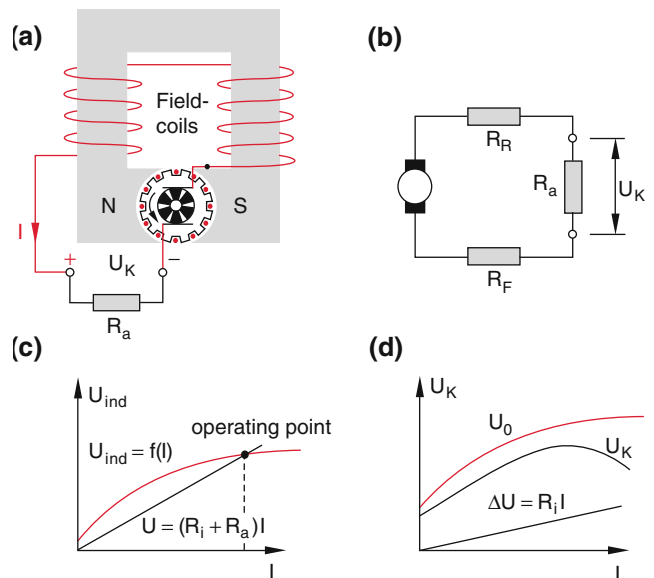 (a)
Field-
coils
N
S
I
+
U_K
−
R_a
(b)
R_R
R_a
U_K
R_F
(c)
U_ind
operating point
U_ind = f(I)
U = (R_i + R_a) I
I
(d)
U_K
U_0
U_K
ΔU = R_i I
I